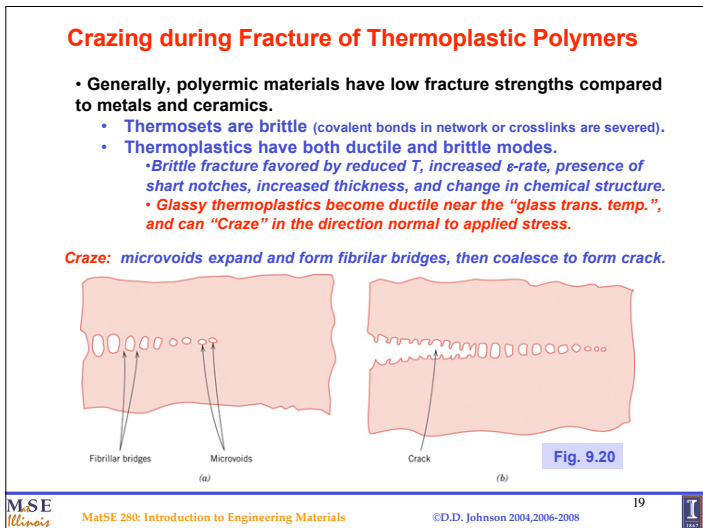 Crazing during Fracture of Thermoplastic Polymers
• Generally, polyermic materials have low fracture strengths compared
to metals and ceramics.
• Thermosets are brittle (covalent bonds in network or crosslinks are severed).
• Thermoplastics have both ductile and brittle modes.
•Brittle fracture favored by reduced T, increased ε-rate, presence of
shart notches, increased thickness, and change in chemical structure.
• Glassy thermoplastics become ductile near the “glass trans. temp.”,
and can “Craze” in the direction normal to applied stress.
Craze: microvoids expand and form fibrilar bridges, then coalesce to form crack.
Fibrillar bridges
Microvoids
(a)
Crack
(b)
Fig. 9.20
MatSE
Illinois
MatSE 280: Introduction to Engineering Materials
©D.D. Johnson 2004,2006-2008
19
I
1867